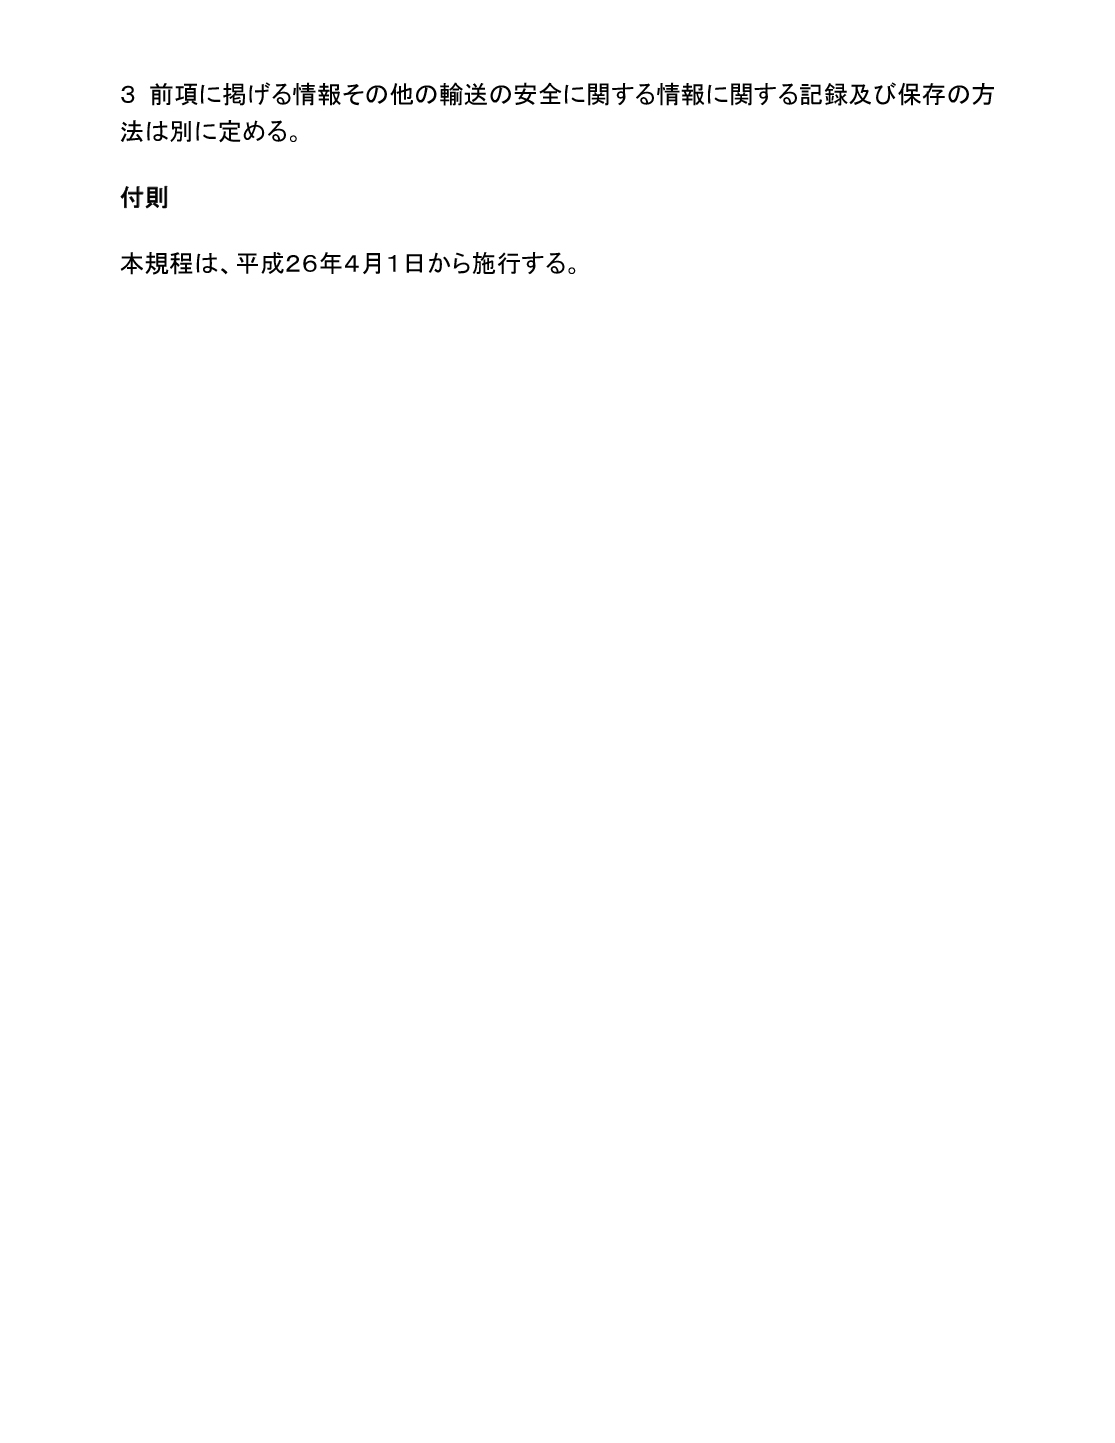 ３ 前項に掲げる情報その他の輸送の安全に関する情報に関する記録及び保存の方
法は別に定める。
付則
本規程は、平成２６年４月１日から施行する。